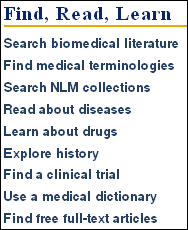 Find, Read, Learn
Search biomedical literature
Find medical terminologies
Search NLM collections
Read about diseases
Learn about drugs
Explore history
Find a clinical trial
Use a medical dictionary
Find free full-text articles